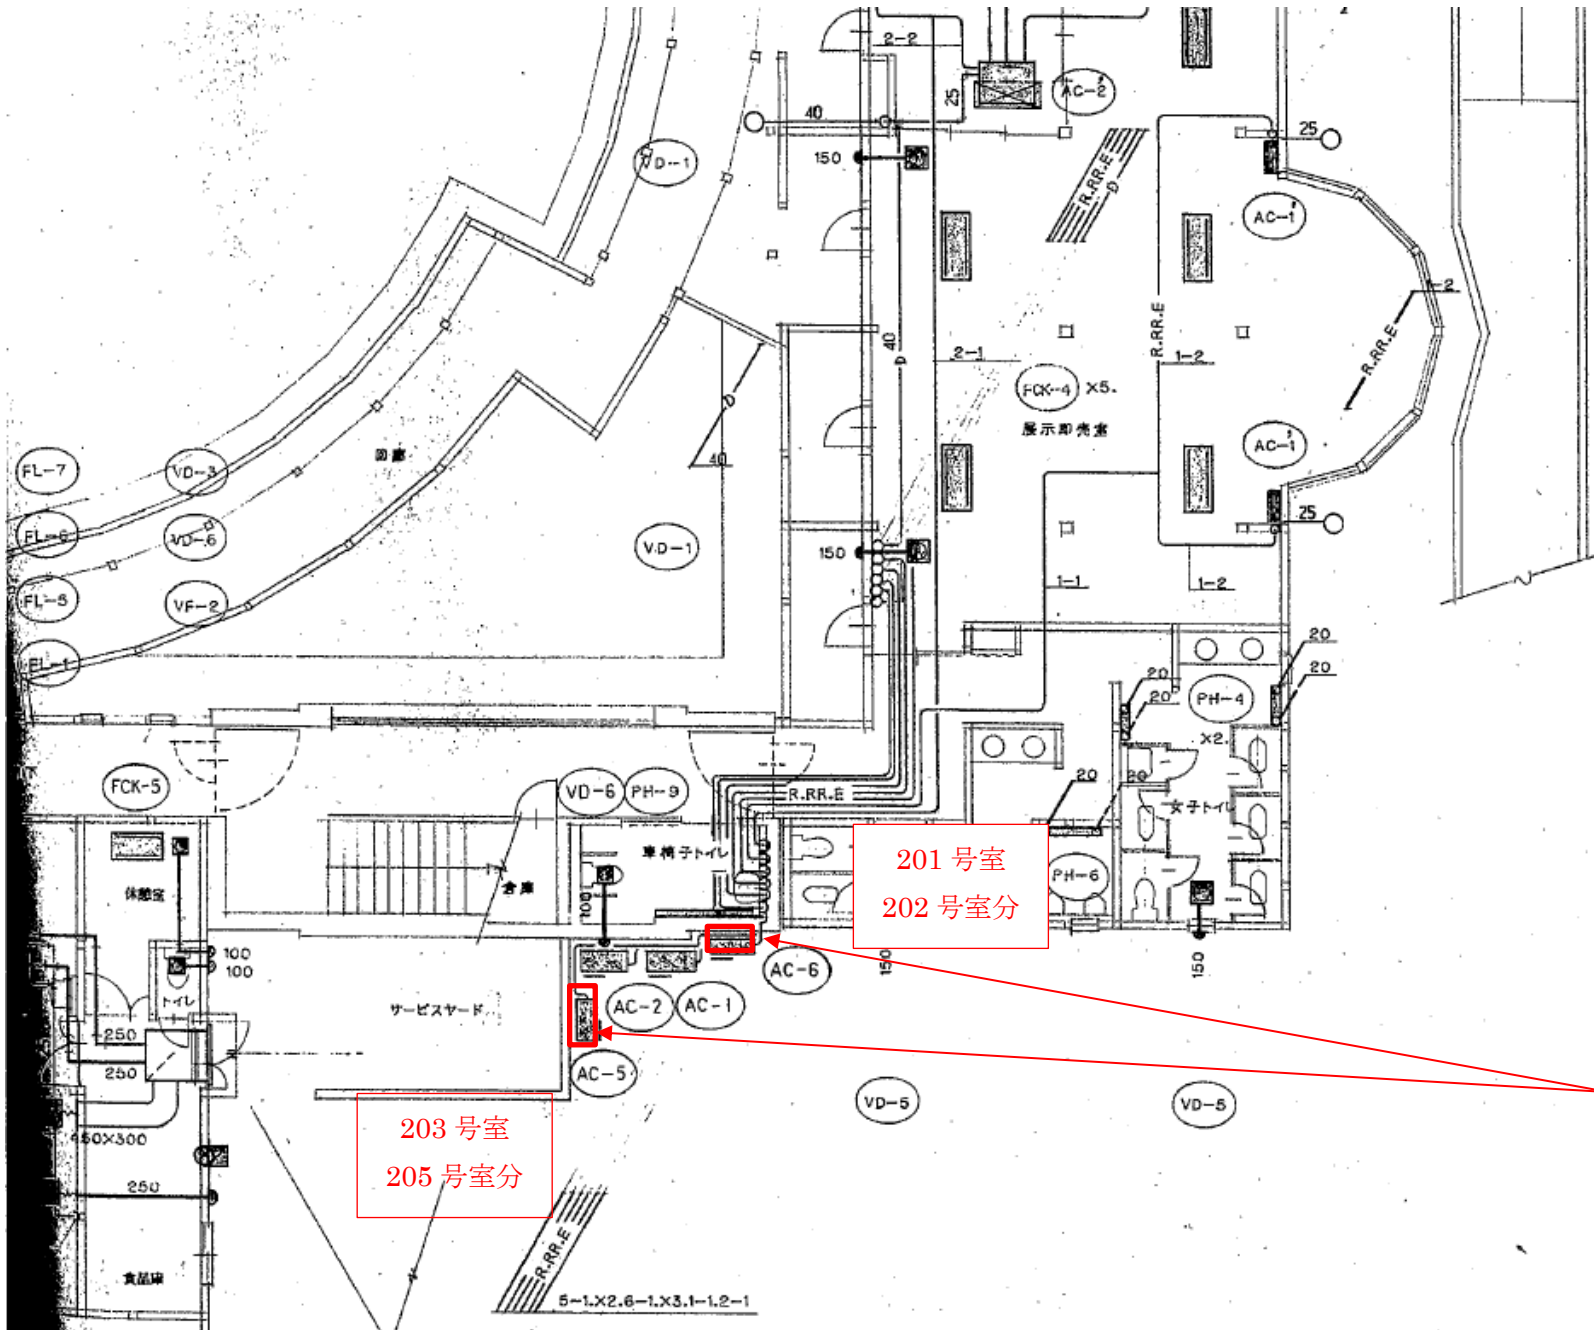 2-2
AC-2'
25
40
25
150
R.RR.E
D
VD-1
AC-1'
R.RR.E
1-2
40
D
2-1
1-2
R.RR.E
FCK-4
×5.
展示即売室
AC-1'
回廊
D
40
FL-7
VD-3
25
FL-6
VD-6
VD-1
150
FL-5
VF-2
1-1
1-2
FL-1
20
20
20
20
PH-4
×2.
FCK-5
VD-6
PH-9
R.RR.E
20
20
女子トイレ
車椅子トイレ
201 号室
202 号室分
PH-6
休憩室
倉庫
100
100
100
トイレ
150
150
AC-6
サービスヤード
AC-2
AC-1
250
250
AC-5
VD-5
VD-5
203 号室
205 号室分
450×300
250
R.RR.E
食品庫
5-1.×2.6-1.×3.1-1.2-1